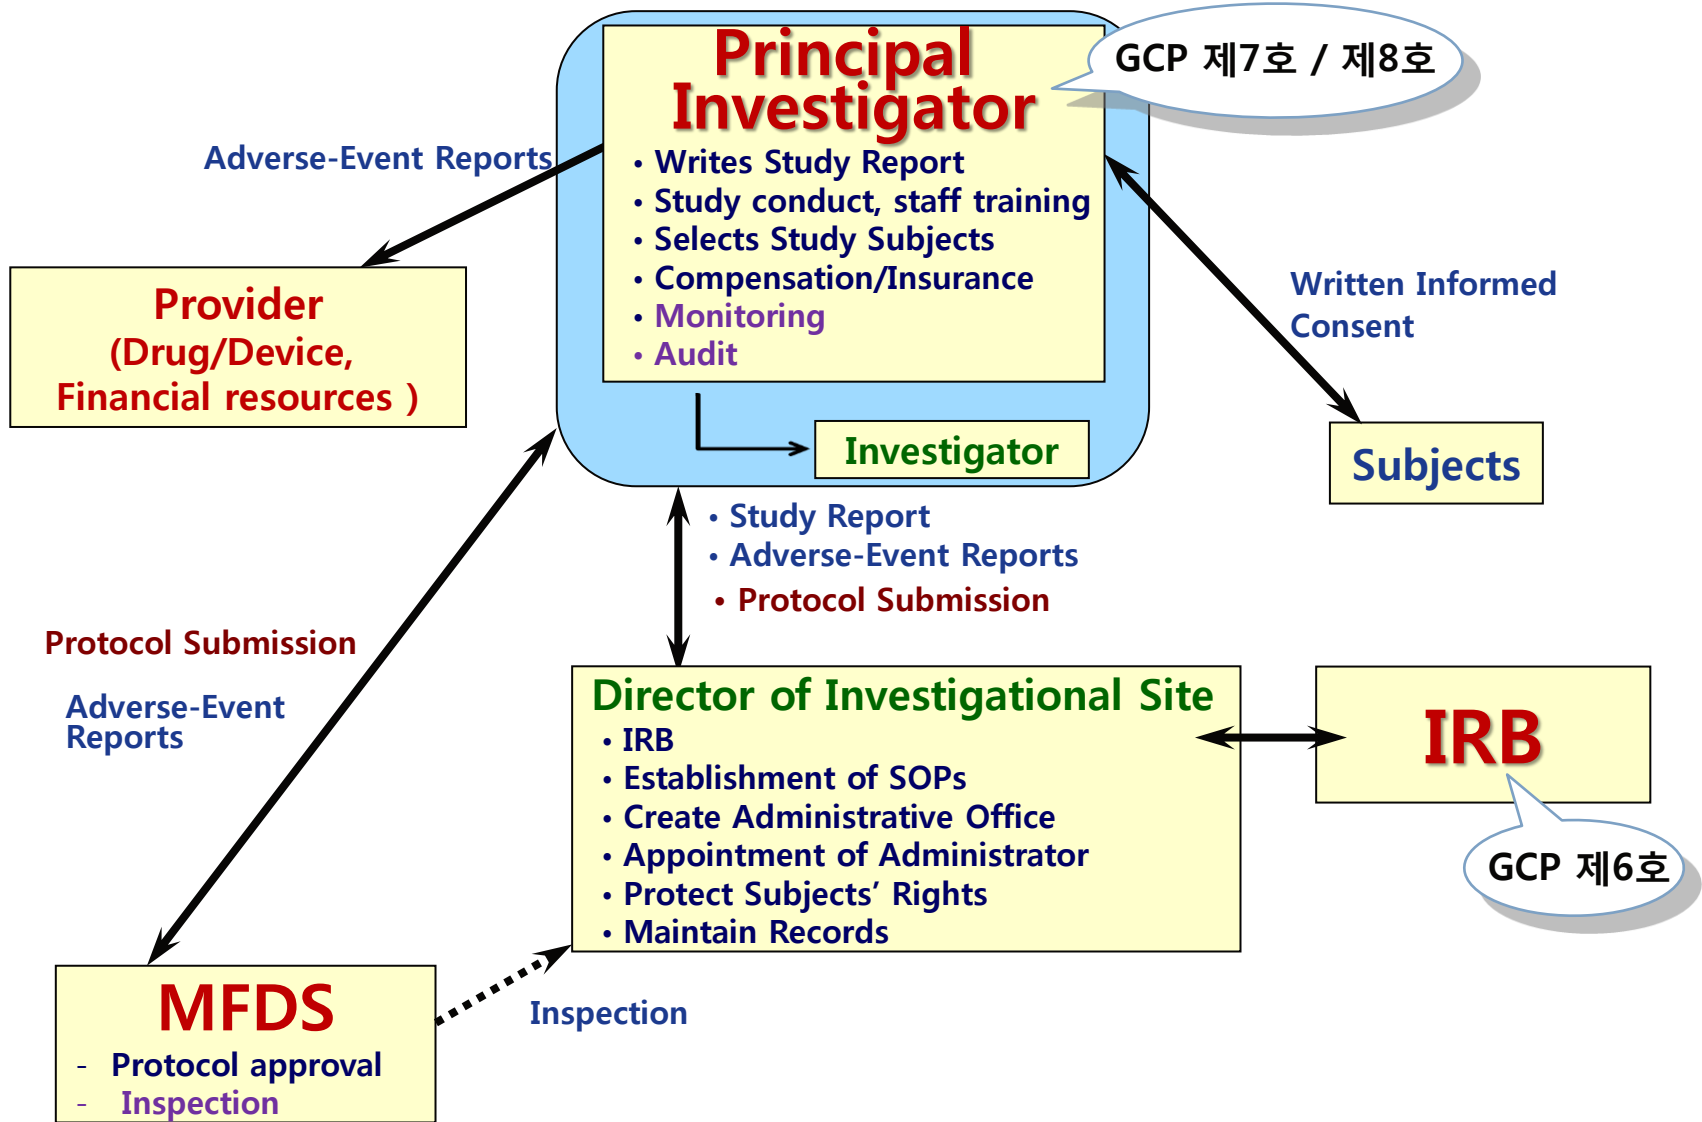 Principal
Investigator
GCP 제7호 / 제8호
• Writes Study Report
• Study conduct, staff training
• Selects Study Subjects
• Compensation/Insurance
• Monitoring
• Audit
Adverse-Event Reports
Provider
(Drug/Device,
Financial resources )
Written Informed
Consent
Investigator
Subjects
• Study Report
• Adverse-Event Reports
• Protocol Submission
Protocol Submission
Adverse-Event
Reports
Director of Investigational Site
• IRB
• Establishment of SOPs
• Create Administrative Office
• Appointment of Administrator
• Protect Subjects’ Rights
• Maintain Records
IRB
GCP 제6호
MFDS
- Protocol approval
- Inspection
Inspection